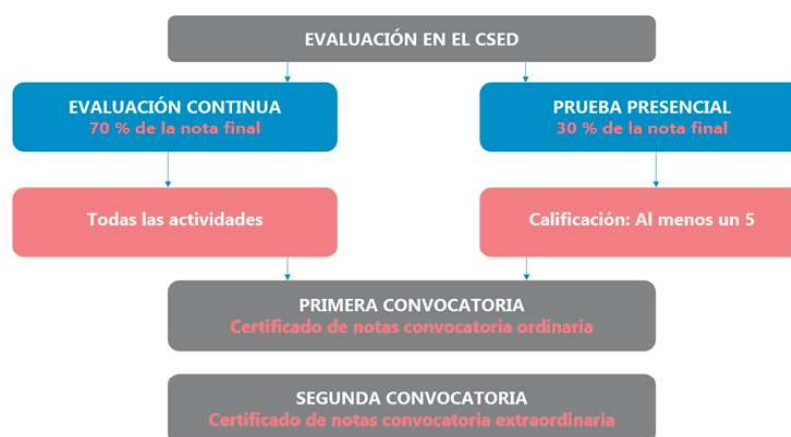 EVALUACIÓN EN EL CSED
EVALUACIÓN CONTINUA
70 % de la nota final
PRUEBA PRESENCIAL
30 % de la nota final
Todas las actividades
Calificación: Al menos un 5
PRIMERA CONVOCATORIA
Certificado de notas convocatoria ordinaria
SEGUNDA CONVOCATORIA
Certificado de notas convocatoria extraordinaria